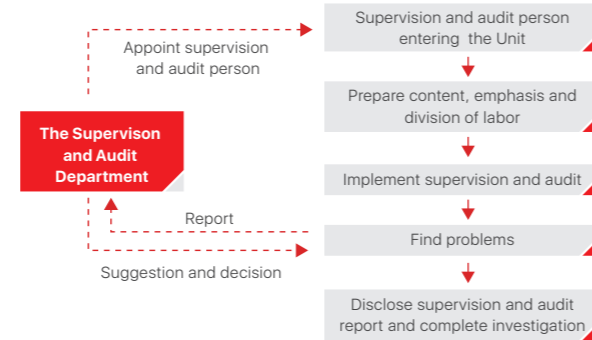 Appoint supervision
and audit person
Supervision and audit person
entering the Unit
Prepare content, emphasis and
division of labor
The Supervison
and Audit
Department
Implement supervision and audit
Report
Find problems
Suggestion and decision
Disclose supervision and audit
report and complete investigation